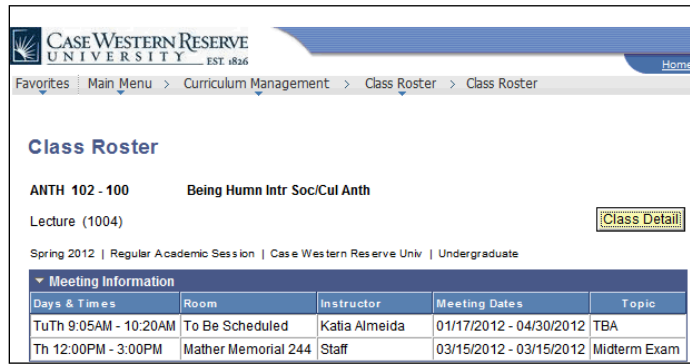 CASE WESTERN RESERVE
UNIVERSITY EST. 1826
Home
Favorites Main Menu > Curriculum Management > Class Roster > Class Roster
Class Roster
ANTH 102 - 100 Being Humn Intr Soc/Cul Anth
Lecture (1004) Class Detail
Spring 2012 | Regular Academic Session | Case Western Reserve Univ | Undergraduate
Meeting Information
Days & Times Room Instructor Meeting Dates Topic
TuTh 9:05AM - 10:20AM To Be Scheduled Katia Almeida 01/17/2012 - 04/30/2012 TBA
Th 12:00PM - 3:00PM Mather Memorial 244 Staff 03/15/2012 - 03/15/2012 Midterm Exam